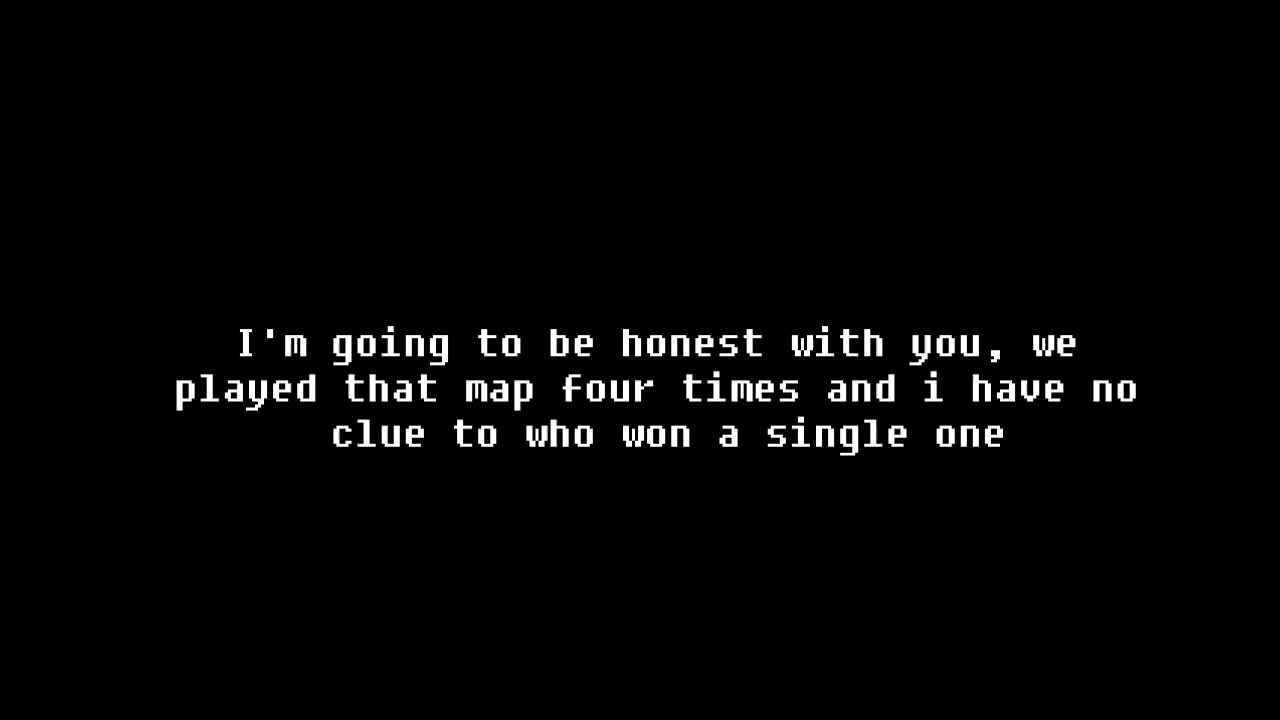 I'm going to be honest with you, we
played that map four times and i have no
clue to who won a single one